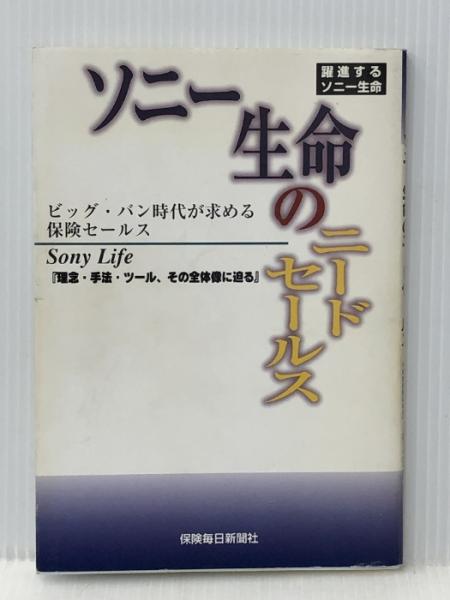 躍進する
ソニー生命
ソニー
生命
の
ニード
セールス
ビッグ・バン時代が求める
保険セールス
Sony Life
『理念・手法・ツール、その全体像に迫る』
保険毎日新聞社